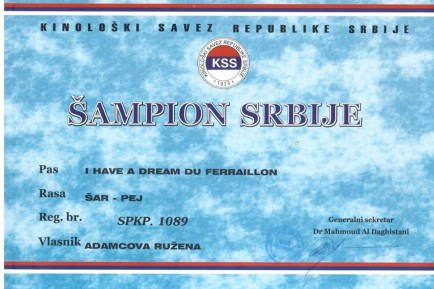 KINOLOŠKI SAVEZ REPUBLIKE SRBIJE
KINOLOŠKI SAVEZ REPUBLIKE SRBIJE
KSS
1925
ŠAMPION SRBIJE
Pas I HAVE A DREAM DU FERRAILLON
Rasa ŠAR - PEJ
Reg. br. SPKP. 1089
Generalni sekretar
Dr Mahmoud Al Daghistani
Vlasnik ADAMCOVA RUŽENA